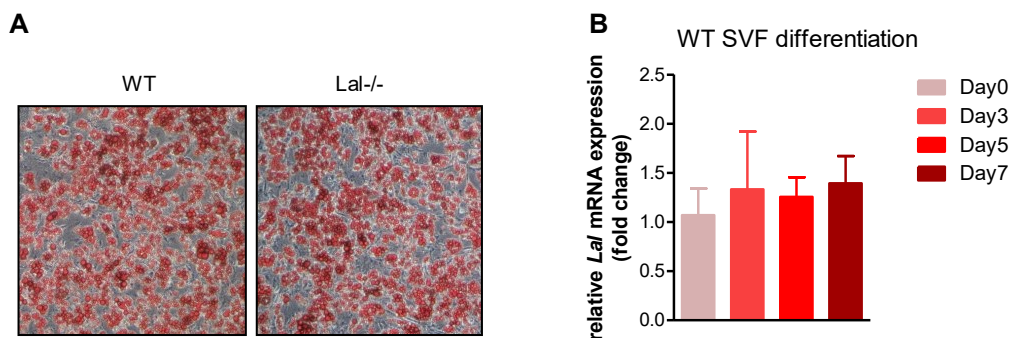 A
WT
Lal-/-
B
WT SVF differentiation
relative Lal mRNA expression
(fold change)
2.5
2.0
1.5
1.0
0.5
0.0
Day0
Day3
Day5
Day7